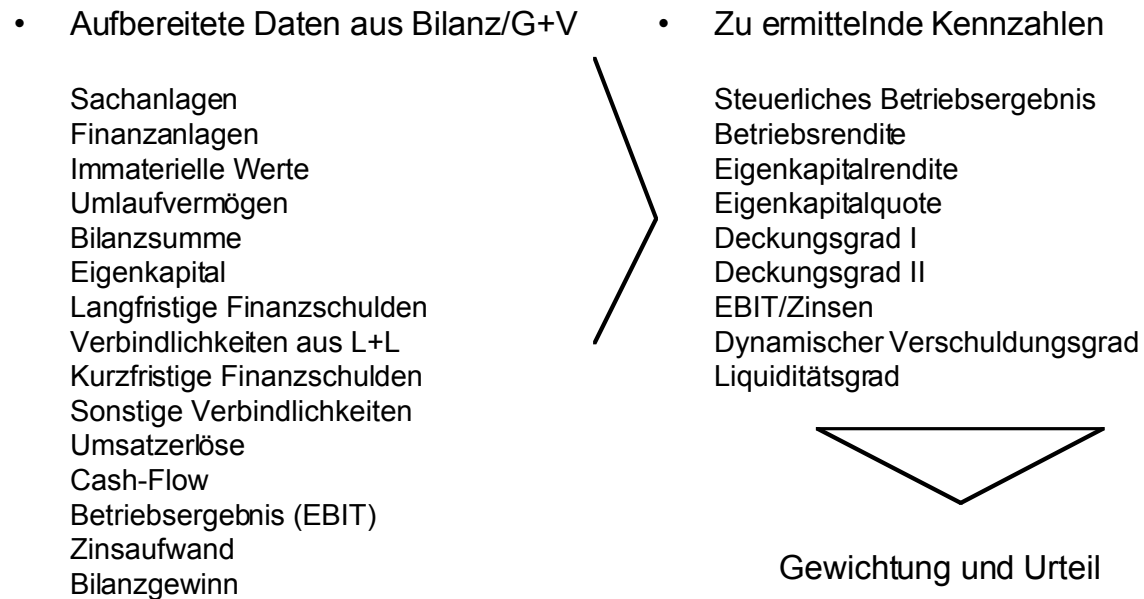 • Aufbereitete Daten aus Bilanz/G+V
Sachanlagen
Finanzanlagen
Immaterielle Werte
Umlaufvermögen
Bilanzsumme
Eigenkapital
Langfristige Finanzschulden
Verbindlichkeiten aus L+L
Kurzfristige Finanzschulden
Sonstige Verbindlichkeiten
Umsatzerlöse
Cash-Flow
Betriebsergebnis (EBIT)
Zinsaufwand
Bilanzgewinn
• Zu ermittelnde Kennzahlen
Steuerliches Betriebsergebnis
Betriebsrendite
Eigenkapitalrendite
Eigenkapitalquote
Deckungsgrad I
Deckungsgrad II
EBIT/Zinsen
Dynamischer Verschuldungsgrad
Liquiditätsgrad
Gewichtung und Urteil